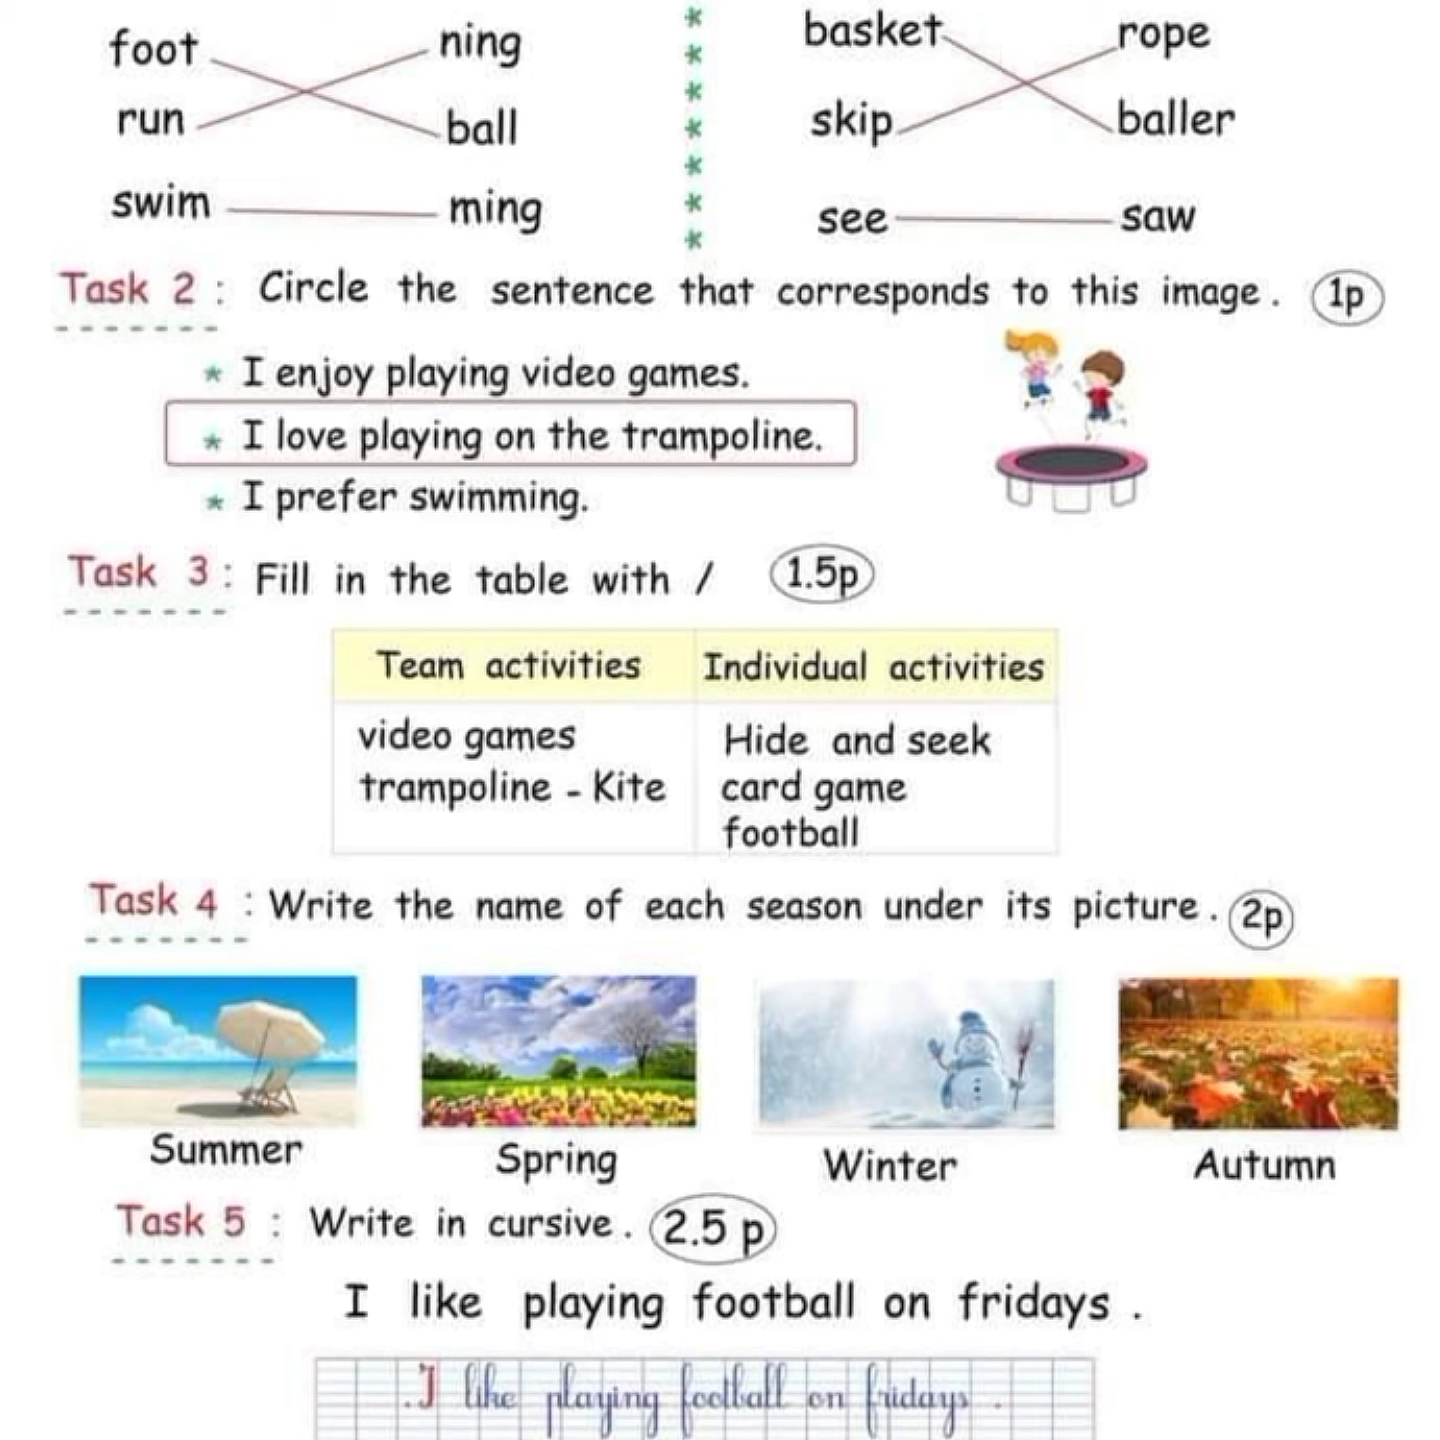 foot ning * basket rope
run ball * skip baller
swim ming * see saw
Task 2 : Circle the sentence that corresponds to this image . 1p
* I enjoy playing video games.
* I love playing on the trampoline.
* I prefer swimming.
Task 3 : Fill in the table with / 1.5p
Team activities Individual activities
video games Hide and seek
trampoline - Kite card game
football
Task 4 : Write the name of each season under its picture . 2p
Summer Spring Winter Autumn
Task 5 : Write in cursive . 2.5 p
I like playing football on fridays .
. I like playing football on fridays .